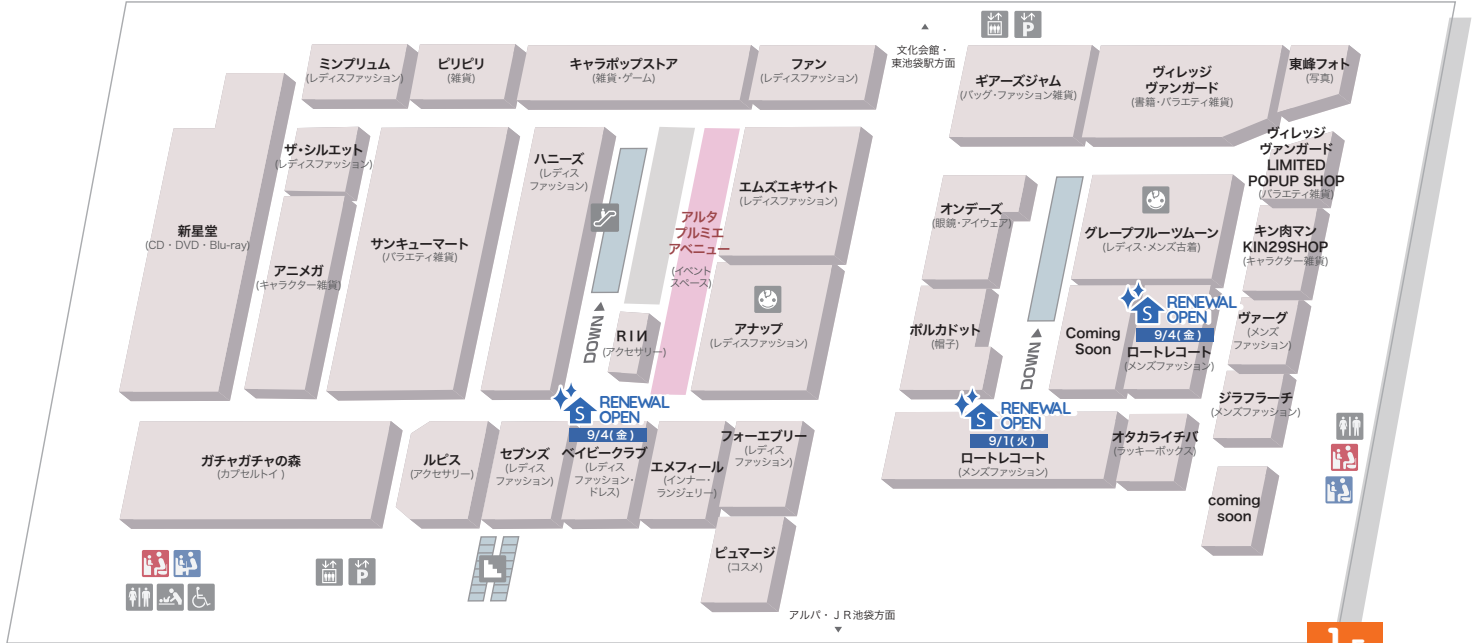 文化会館・
東池袋駅方面
ミンプリュム
(レディスファッション)
ピリピリ
(雑貨)
キャラポップストア
(雑貨・ゲーム)
ファン
(レディスファッション)
ギアーズジャム
(バッグ・ファッション雑貨)
ヴィレッジ
ヴァンガード
(書籍・バラエティ雑貨)
東峰フォト
(写真)
新星堂
(CD・DVD・Blu-ray)
ザ・シルエット
(レディスファッション)
アニメガ
(キャラクター雑貨)
サンキューマート
(バラエティ雑貨)
ハニーズ
(レディス
ファッション)
DOWN
アルタ
プルミエ
アベニュー
(イベント
スペース)
RIN
(アクセサリー)
エムズエキサイト
(レディスファッション)
アナップ
(レディスファッション)
オンデーズ
(眼鏡・アイウェア)
ポルカドット
(帽子)
DOWN
グレープフルーツムーン
(レディス・メンズ古着)
Coming
Soon
S
RENEWAL
OPEN
9/4(金)
ロートレコート
(メンズファッション)
ヴィレッジ
ヴァンガード
LIMITED
POPUP SHOP
(バラエティ雑貨)
キン肉マン
KIN29SHOP
(キャラクター雑貨)
ヴァーグ
(メンズ
ファッション)
ジラフラーチ
(メンズファッション)
ガチャガチャの森
(カプセルトイ)
ルピス
(アクセサリー)
セブンズ
(レディス
ファッション)
S
RENEWAL
OPEN
9/4(金)
ベイビークラブ
(レディス
ファッション・
ドレス)
エメフィール
(インナー・
ランジェリー)
フォーエブリー
(レディス
ファッション)
ピュマージ
(コスメ)
S
RENEWAL
OPEN
9/1(火)
ロートレコート
(メンズファッション)
オタカライチバ
(ラッキーボックス)
coming
soon
P
P
アルパ・JR池袋方面